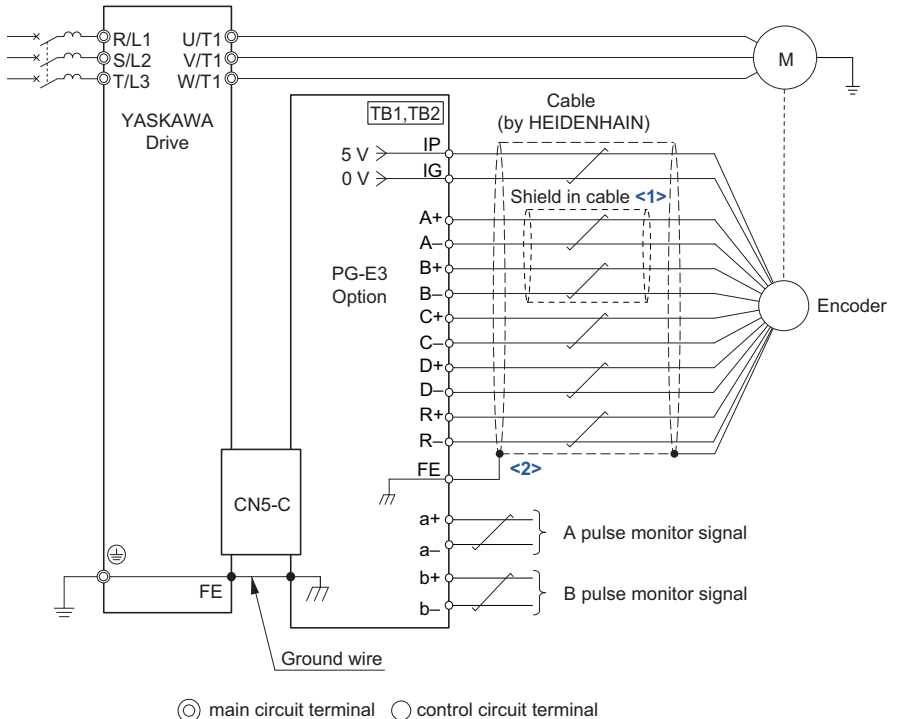 R/L1
S/L2
T/L3
U/T1
V/T1
W/T1
YASKAWA
Drive
M
TB1,TB2
Cable
(by HEIDENHAIN)
5 V
0 V
IP
IG
Shield in cable <1>
A+
A–
B+
B–
C+
C–
D+
D–
R+
R–
FE
PG-E3
Option
Encoder
<2>
CN5-C
a+
a–
A pulse monitor signal
b+
b–
B pulse monitor signal
FE
Ground wire
main circuit terminal
control circuit terminal